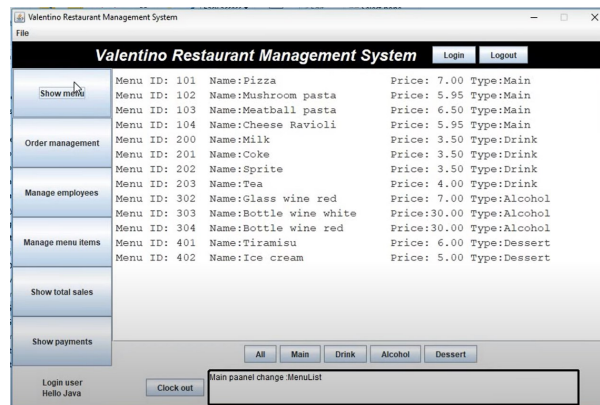 Valentino Restaurant Management System
File
Valentino Restaurant Management System Login Logout
Show menu
Order management
Manage employees
Manage menu items
Show total sales
Show payments
Menu ID: 101 Name:Pizza Price: 7.00 Type:Main
Menu ID: 102 Name:Mushroom pasta Price: 5.95 Type:Main
Menu ID: 103 Name:Meatball pasta Price: 6.50 Type:Main
Menu ID: 104 Name:Cheese Ravioli Price: 5.95 Type:Main
Menu ID: 200 Name:Milk Price: 3.50 Type:Drink
Menu ID: 201 Name:Coke Price: 3.50 Type:Drink
Menu ID: 202 Name:Sprite Price: 3.50 Type:Drink
Menu ID: 203 Name:Tea Price: 4.00 Type:Drink
Menu ID: 302 Name:Glass wine red Price: 7.00 Type:Alcohol
Menu ID: 303 Name:Bottle wine white Price:30.00 Type:Alcohol
Menu ID: 304 Name:Bottle wine red Price:30.00 Type:Alcohol
Menu ID: 401 Name:Tiramisu Price: 6.00 Type:Dessert
Menu ID: 402 Name:Ice cream Price: 5.00 Type:Dessert
All Main Drink Alcohol Dessert
Login user
Hello Java
Clock out
Main paanel change :MenuList